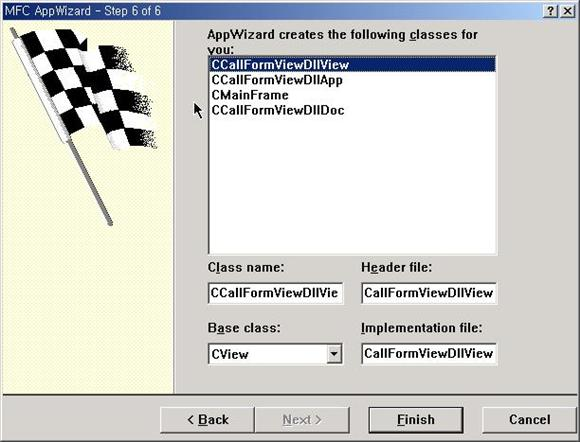 MFC AppWizard - Step 6 of 6
AppWizard creates the following classes for
you:
CCallFormViewDllView
CCallFormViewDllApp
CMainFrame
CCallFormViewDllDoc
Class name:
Header file:
CCallFormViewDllVie
CallFormViewDllView
Base class:
Implementation file:
CView
CallFormViewDllView
< Back
Next >
Finish
Cancel